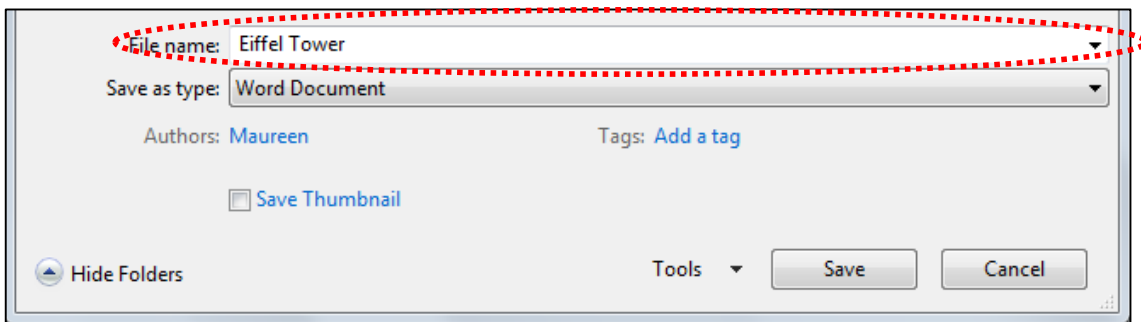 File name: Eiffel Tower
Save as type: Word Document
Authors: Maureen Tags: Add a tag
Save Thumbnail
Hide Folders Tools Save Cancel